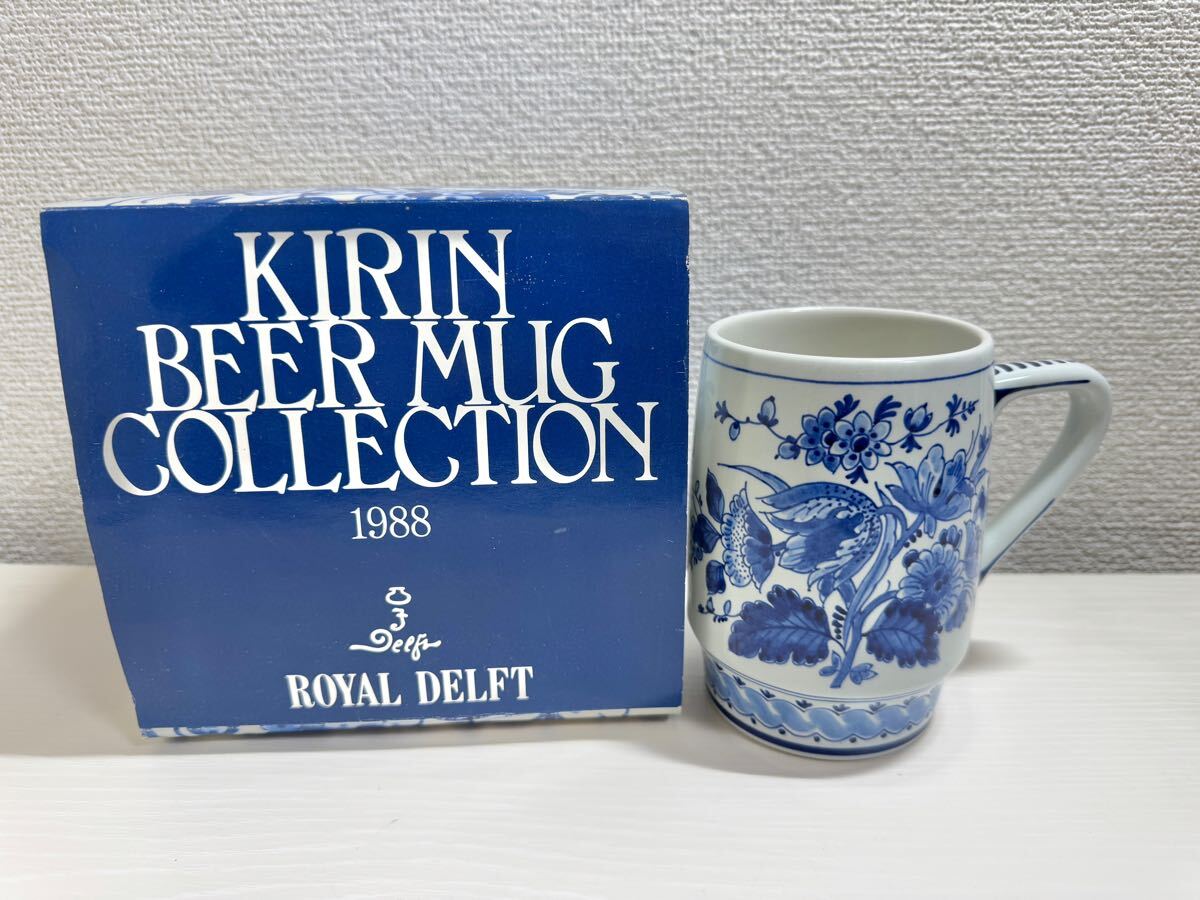 KIRIN
BEER MUG
COLLECTION
1988
Delft
ROYAL DELFT